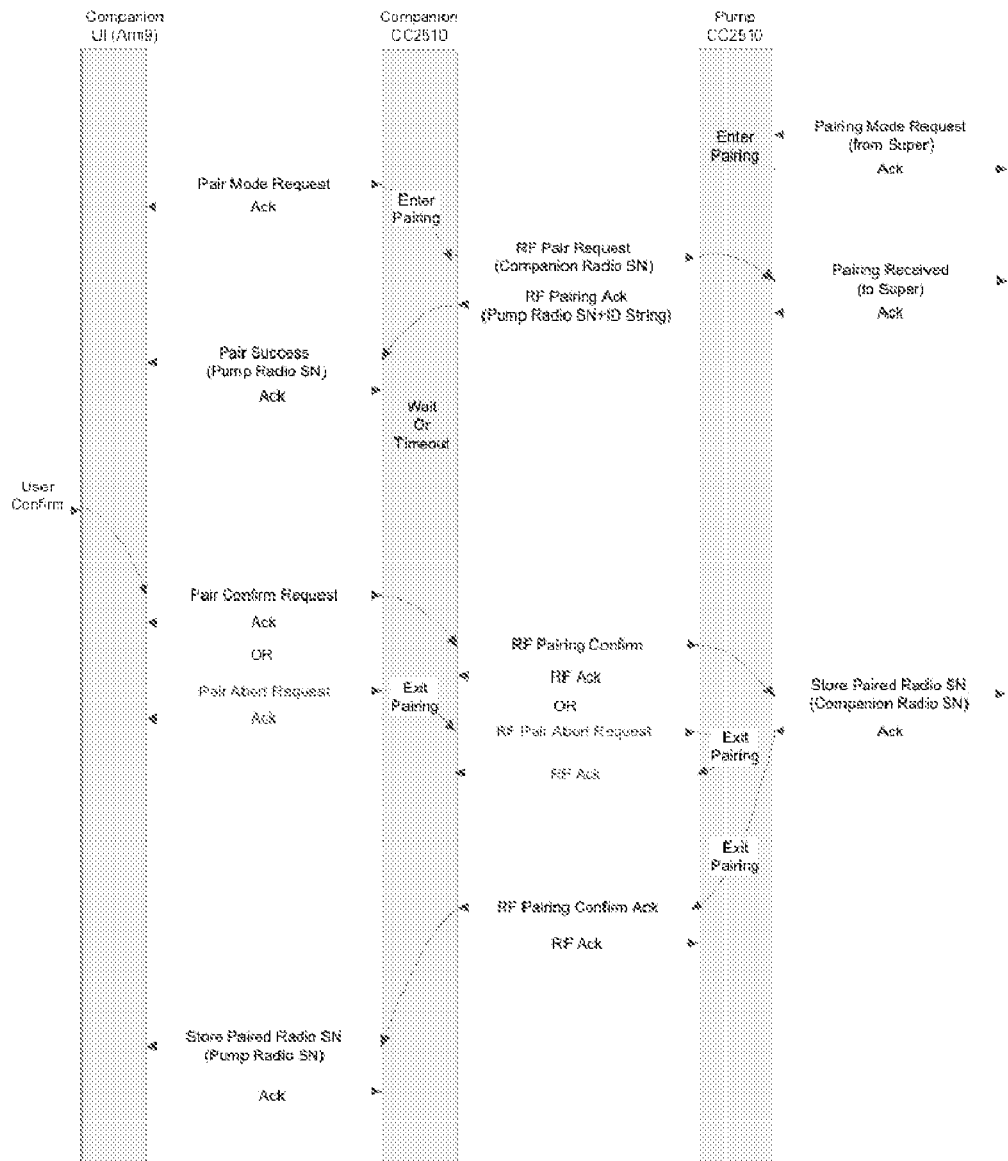 Companion
UI (Arm9)
Companion
CC2510
Pump
CC2510
Enter
Pairing
Pairing Mode Request
(from Super)
Ack
Pair Mode Request
Ack
Enter
Pairing
RF Pair Request
(Companion Radio SN)
Pairing Received
(to Super)
Ack
RF Pairing Ack
(Pump Radio SN+ID String)
Pair Success
(Pump Radio SN)
Ack
Wait
Or
Timeout
User
Confirm
Pair Confirm Request
Ack
OR
Pair Abort Request
Ack
Exit
Pairing
RF Pairing Confirm
RF Ack
OR
RF Pair Abort Request
RF Ack
Exit
Pairing
Store Paired Radio SN
(Companion Radio SN)
Ack
Exit
Pairing
RF Pairing Confirm Ack
RF Ack
Store Paired Radio SN
(Pump Radio SN)
Ack